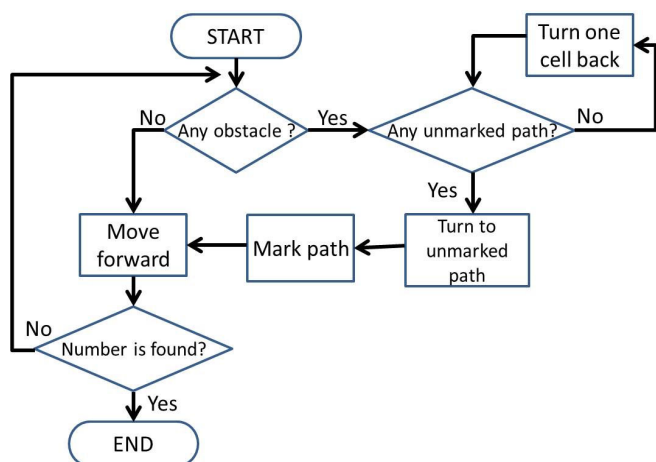 START
Turn one
cell back
No
Any obstacle ?
Yes
Any unmarked path?
No
Yes
Move
forward
Mark path
Turn to
unmarked
path
No
Number is found?
Yes
END